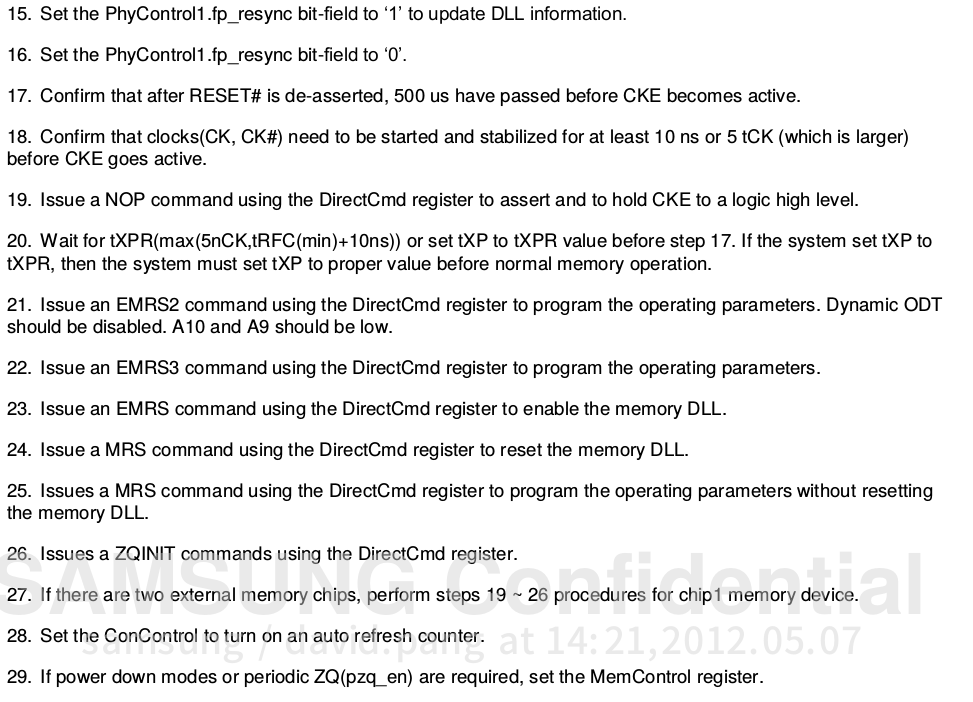 15. Set the PhyControl1.fp_resync bit-field to ‘1’ to update DLL information.
16. Set the PhyControl1.fp_resync bit-field to ‘0’.
17. Confirm that after RESET# is de-asserted, 500 us have passed before CKE becomes active.
18. Confirm that clocks(CK, CK#) need to be started and stabilized for at least 10 ns or 5 tCK (which is larger)
before CKE goes active.
19. Issue a NOP command using the DirectCmd register to assert and to hold CKE to a logic high level.
20. Wait for tXPR(max(5nCK,tRFC(min)+10ns)) or set tXP to tXPR value before step 17. If the system set tXP to
tXPR, then the system must set tXP to proper value before normal memory operation.
21. Issue an EMRS2 command using the DirectCmd register to program the operating parameters. Dynamic ODT
should be disabled. A10 and A9 should be low.
22. Issue an EMRS3 command using the DirectCmd register to program the operating parameters.
23. Issue an EMRS command using the DirectCmd register to enable the memory DLL.
24. Issue a MRS command using the DirectCmd register to reset the memory DLL.
25. Issues a MRS command using the DirectCmd register to program the operating parameters without resetting
the memory DLL.
26. Issues a ZQINIT commands using the DirectCmd register.
SAMSUNG Confidential
27. If there are two external memory chips, perform steps 19 ~ 26 procedures for chip1 memory device.
28. Set the ConControl to turn on an auto refresh counter.
samsung / david.pang at 14:21,2012.05.07
29. If power down modes or periodic ZQ(pzq_en) are required, set the MemControl register.